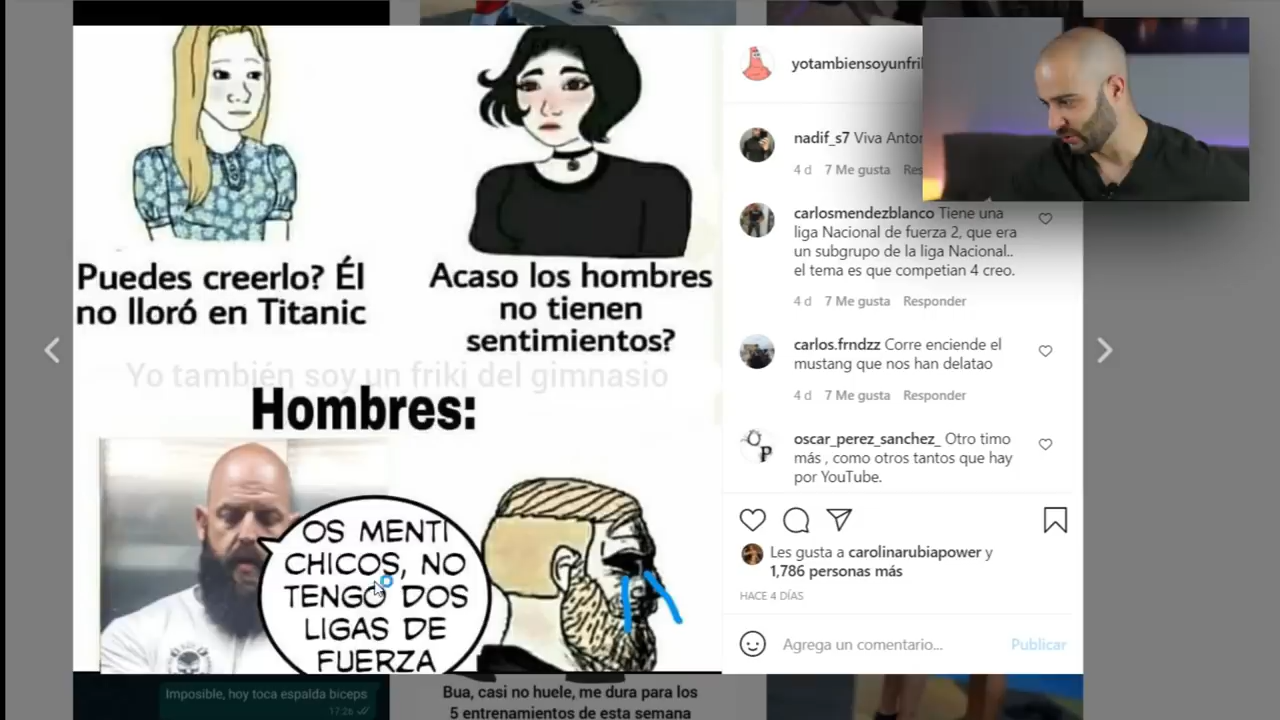 Puedes creerlo? Él
no lloró en Titanic
Acaso los hombres
no tienen
sentimientos?
Yo también soy un friki del gimnasio
Hombres:
OS MENTI
CHICOS, NO
TENGO DOS
LIGAS DE
FUERZA
yotambiensoyunfri
nadif_s7 Viva Anton
4 d 7 Me gusta Res
carlosmendezblanco Tiene una
liga Nacional de fuerza 2, que era
un subgrupo de la liga Nacional..
el tema es que competian 4 creo.
4 d 7 Me gusta Responder
carlos.frndzz Corre enciende el
mustang que nos han delatao
4 d 7 Me gusta Responder
oscar_perez_sanchez_ Otro timo
más , como otros tantos que hay
por YouTube.
Les gusta a carolinarubiapower y
1,786 personas más
HACE 4 DÍAS
Agrega un comentario... Publicar
Imposible, hoy toca espalda biceps
17:26
Bua, casi no huele, me dura para los
5 entrenamientos de esta semana